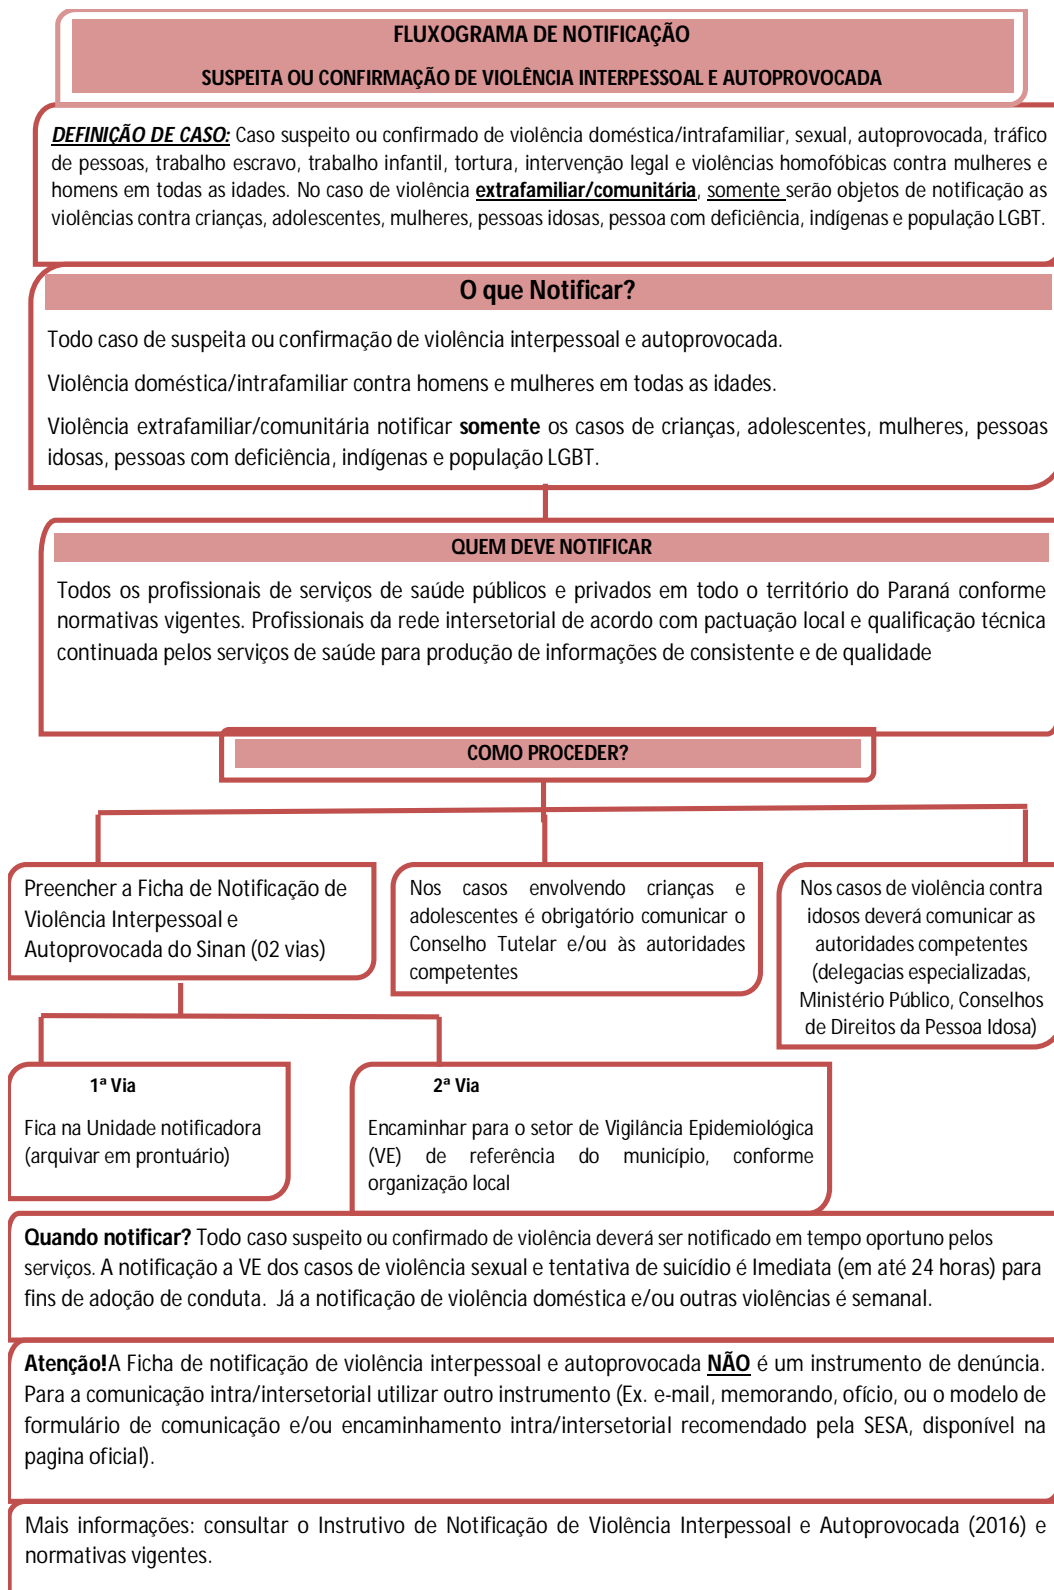 FLUXOGRAMA DE NOTIFICAÇÃO
SUSPEITA OU CONFIRMAÇÃO DE VIOLÊNCIA INTERPESSOAL E AUTOPROVOCADA
DEFINIÇÃO DE CASO: Caso suspeito ou confirmado de violência doméstica/intrafamiliar, sexual, autoprovocada, tráfico
de pessoas, trabalho escravo, trabalho infantil, tortura, intervenção legal e violências homofóbicas contra mulheres e
homens em todas as idades. No caso de violência extrafamiliar/comunitária, somente serão objetos de notificação as
violências contra crianças, adolescentes, mulheres, pessoas idosas, pessoa com deficiência, indígenas e população LGBT.
O que Notificar?
Todo caso de suspeita ou confirmação de violência interpessoal e autoprovocada.
Violência doméstica/intrafamiliar contra homens e mulheres em todas as idades.
Violência extrafamiliar/comunitária notificar somente os casos de crianças, adolescentes, mulheres, pessoas
idosas, pessoas com deficiência, indígenas e população LGBT.
QUEM DEVE NOTIFICAR
Todos os profissionais de serviços de saúde públicos e privados em todo o território do Paraná conforme
normativas vigentes. Profissionais da rede intersetorial de acordo com pactuação local e qualificação técnica
continuada pelos serviços de saúde para produção de informações de consistente e de qualidade
COMO PROCEDER?
Preencher a Ficha de Notificação de
Violência Interpessoal e
Autoprovocada do Sinan (02 vias)
Nos casos envolvendo crianças e
adolescentes é obrigatório comunicar o
Conselho Tutelar e/ou às autoridades
competentes
Nos casos de violência contra
idosos deverá comunicar as
autoridades competentes
(delegacias especializadas,
Ministério Público, Conselhos
de Direitos da Pessoa Idosa)
1ª Via
Fica na Unidade notificadora
(arquivar em prontuário)
2ª Via
Encaminhar para o setor de Vigilância Epidemiológica
(VE) de referência do município, conforme
organização local
Quando notificar? Todo caso suspeito ou confirmado de violência deverá ser notificado em tempo oportuno pelos
serviços. A notificação a VE dos casos de violência sexual e tentativa de suicídio é Imediata (em até 24 horas) para
fins de adoção de conduta. Já a notificação de violência doméstica e/ou outras violências é semanal.
Atenção!A Ficha de notificação de violência interpessoal e autoprovocada NÃO é um instrumento de denúncia.
Para a comunicação intra/intersetorial utilizar outro instrumento (Ex. e-mail, memorando, ofício, ou o modelo de
formulário de comunicação e/ou encaminhamento intra/intersetorial recomendado pela SESA, disponível na
pagina oficial).
Mais informações: consultar o Instrutivo de Notificação de Violência Interpessoal e Autoprovocada (2016) e
normativas vigentes.